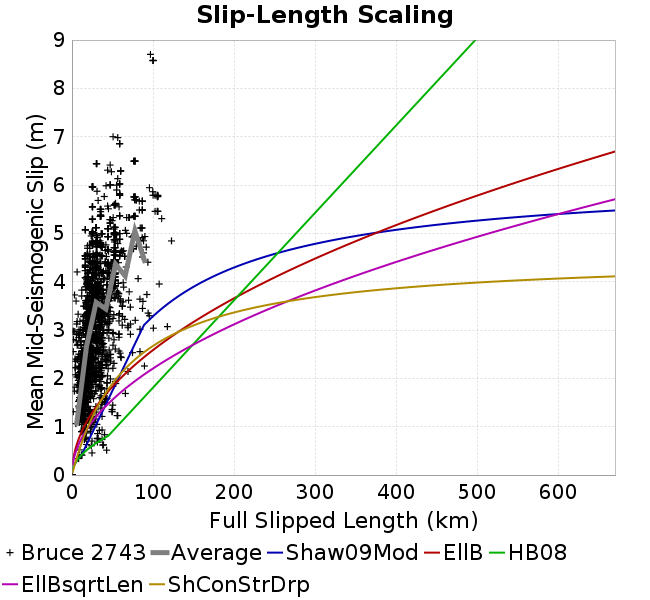 Slip-Length Scaling
Mean Mid-Seismogenic Slip (m)
9
8
7
6
5
4
3
2
1
0
0 100 200 300 400 500 600
Full Slipped Length (km)
Bruce 2743 Average Shaw09Mod EllB HB08
EllBsqrtLen ShConStrDrp